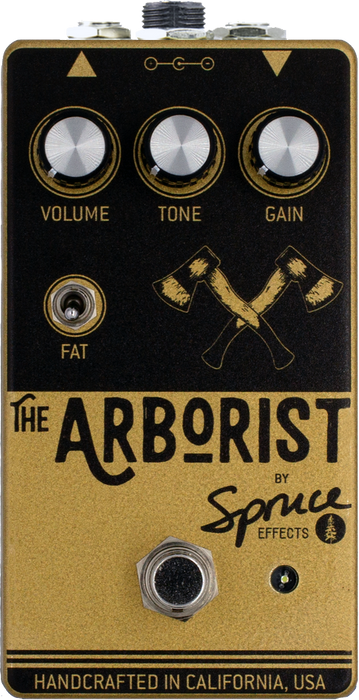 VOLUME TONE GAIN
FAT
THE ARBORIST
BY
Spruce
EFFECTS
HANDCRAFTED IN CALIFORNIA, USA